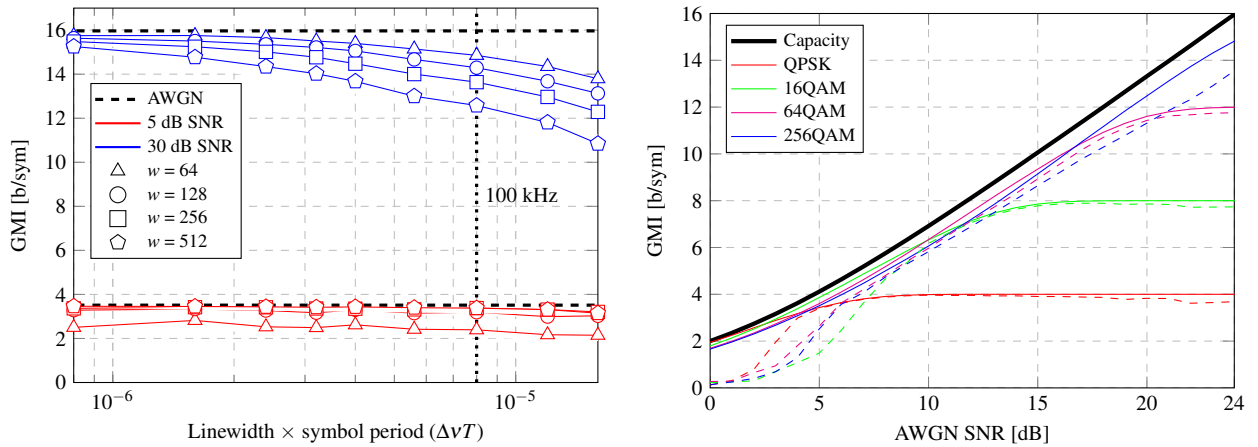 16
14
12
10
8
6
4
2
0
GMI [b/sym]
AWGN
5 dB SNR
30 dB SNR
w = 64
w = 128
w = 256
w = 512
100 kHz
10⁻⁶
10⁻⁵
Linewidth × symbol period (ΔνT)
16
14
12
10
8
6
4
2
0
GMI [b/sym]
Capacity
QPSK
16QAM
64QAM
256QAM
0
5
10
15
20
24
AWGN SNR [dB]